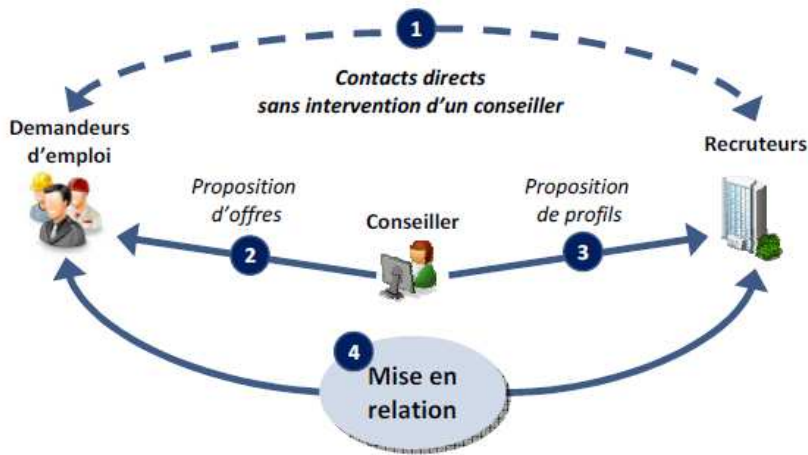 1
Contacts directs
sans intervention d'un conseiller
Demandeurs
d'emploi
Recruteurs
Proposition
d'offres
Conseiller
Proposition
de profils
2
3
4
Mise en
relation